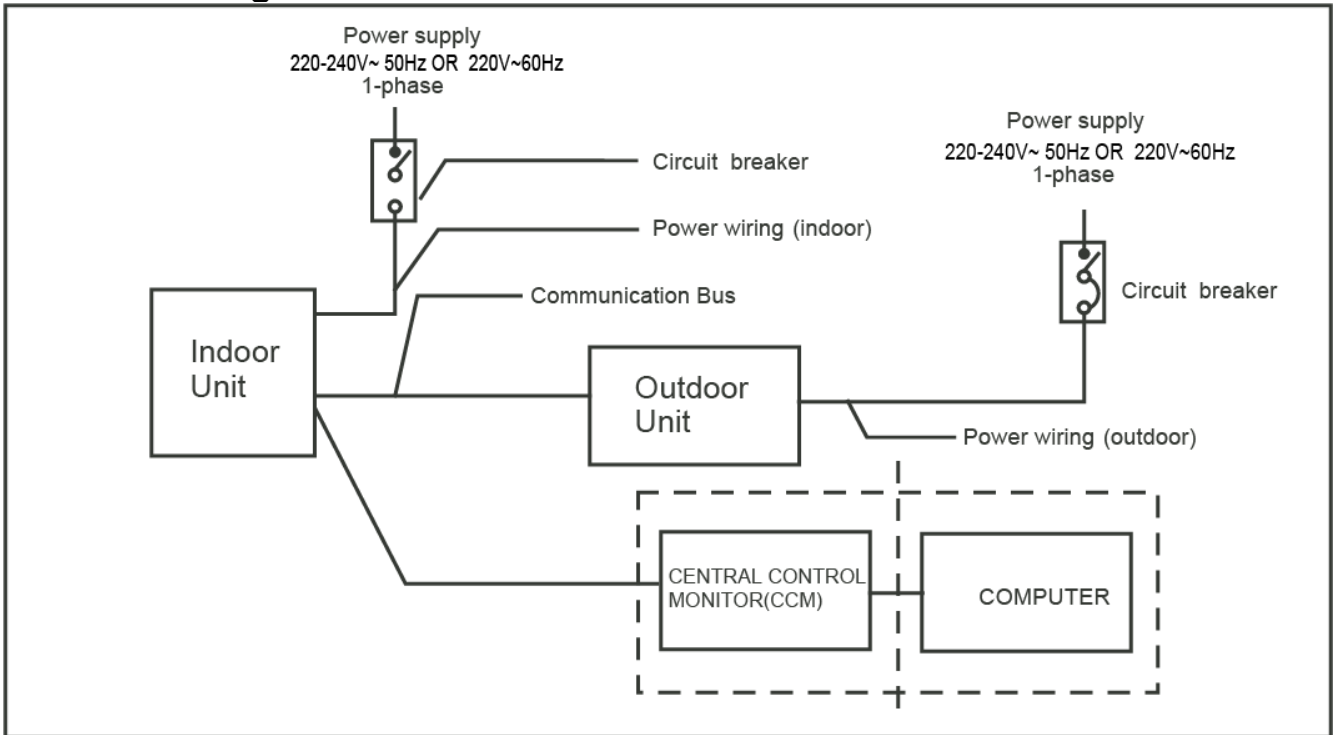 Power supply
220-240V~ 50Hz OR 220V~60Hz
1-phase
Circuit breaker
Power wiring (indoor)
Communication Bus
Indoor
Unit
Outdoor
Unit
Power supply
220-240V~ 50Hz OR 220V~60Hz
1-phase
Circuit breaker
Power wiring (outdoor)
CENTRAL CONTROL
MONITOR(CCM)
COMPUTER